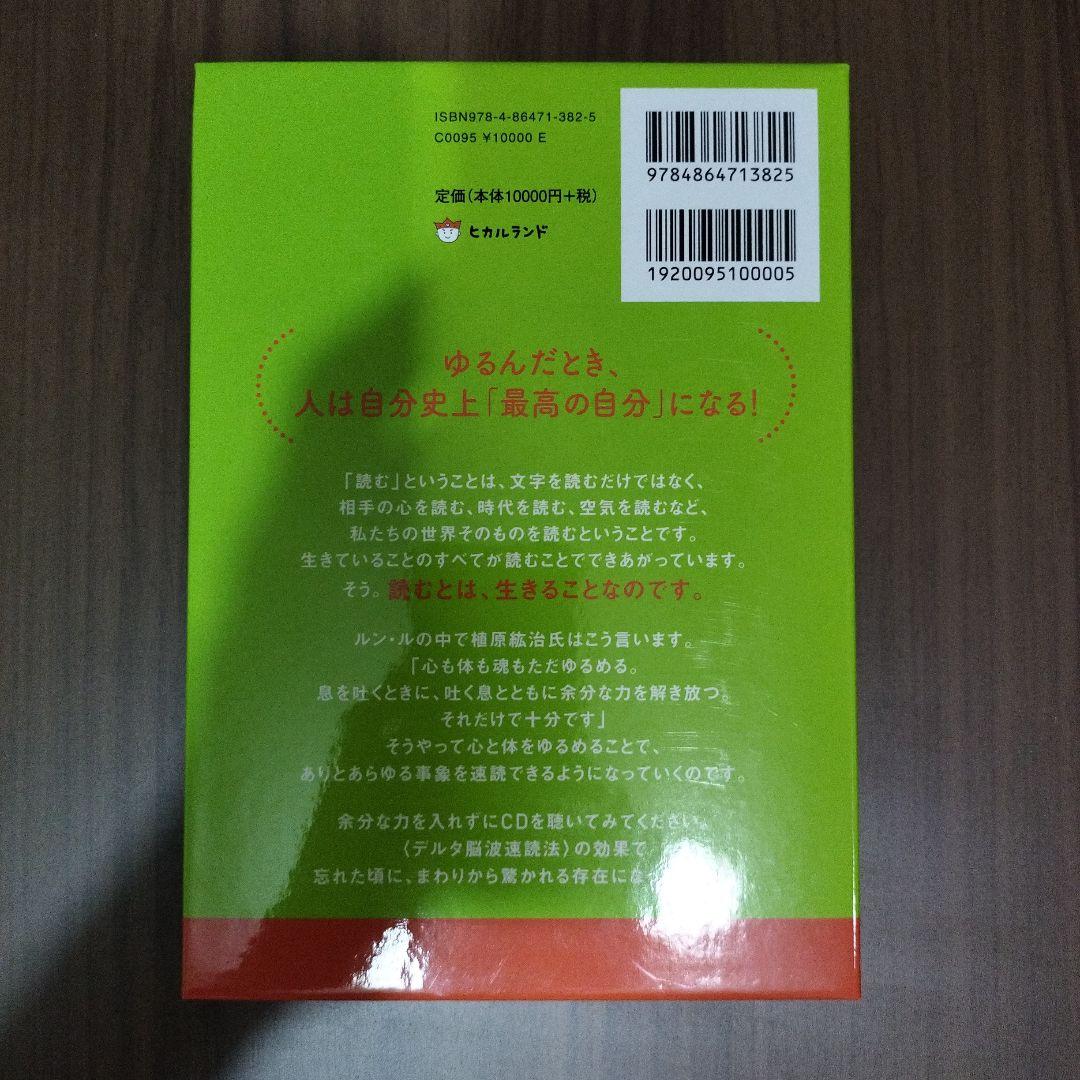 ISBN978-4-86471-382-5
C0095 ¥10000 E
定価(本体10000円+税)
ヒカルランド
9784864713825
1920095100005
ゆるんだとき、
人は自分史上「最高の自分」になる!
「読む」ということは、文字を読むだけではなく、
相手の心を読む、時代を読む、空気を読むなど、
私たちの世界そのものを読むということです。
生きていることのすべてが読むことでできあがっています。
そう。読むとは、生きることなのです。
ルン・ルの中で植原紘治氏はこう言います。
「心も体も魂もただゆるめる。
息を吐くときに、吐く息とともに余分な力を解き放つ。
それだけで十分です」
そうやって心と体をゆるめることで、
ありとあらゆる事象を速読できるようになっていくのです。
余分な力を入れずにCDを聴いてみてください
〈デルタ脳波速読法〉の効果で
忘れた頃に、まわりから驚かれる存在に